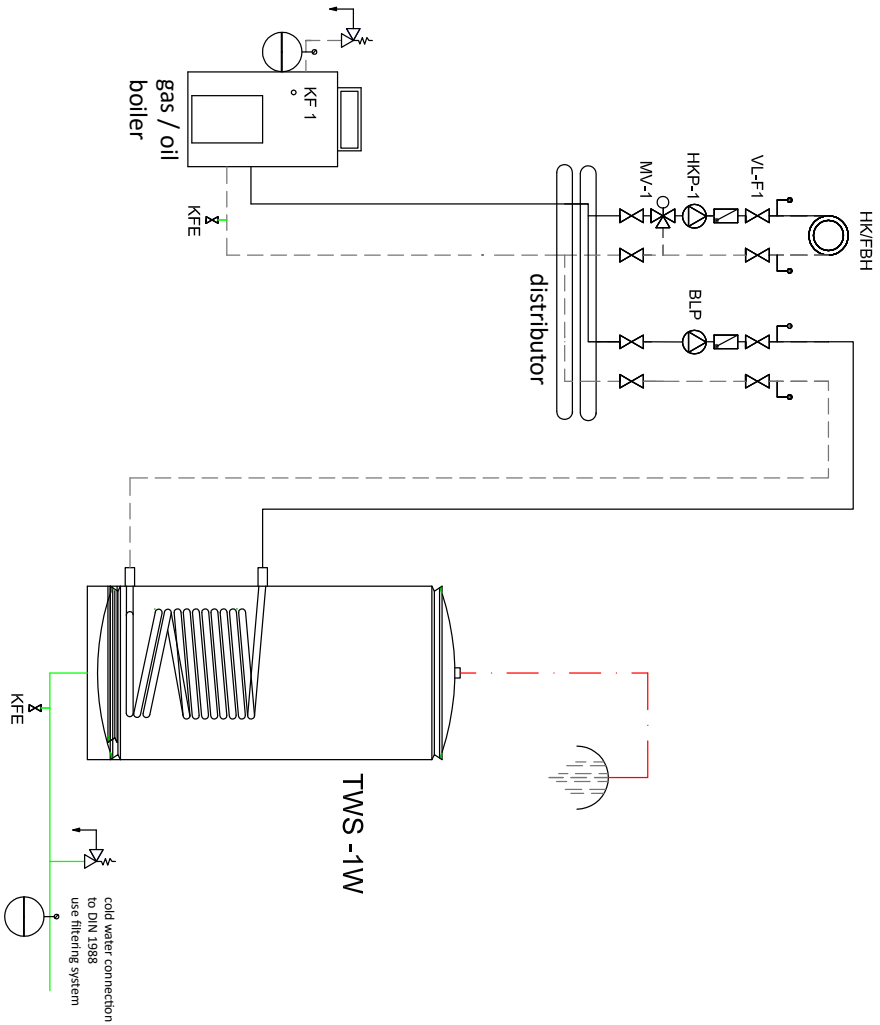 HK/FBH
VL-F1
HKP-1
MV-1
BLP
distributor
KF 1
gas / oil
boiler
KFE
TWS -1W
KFE
cold water connection
to DIN 1988
use filtering system